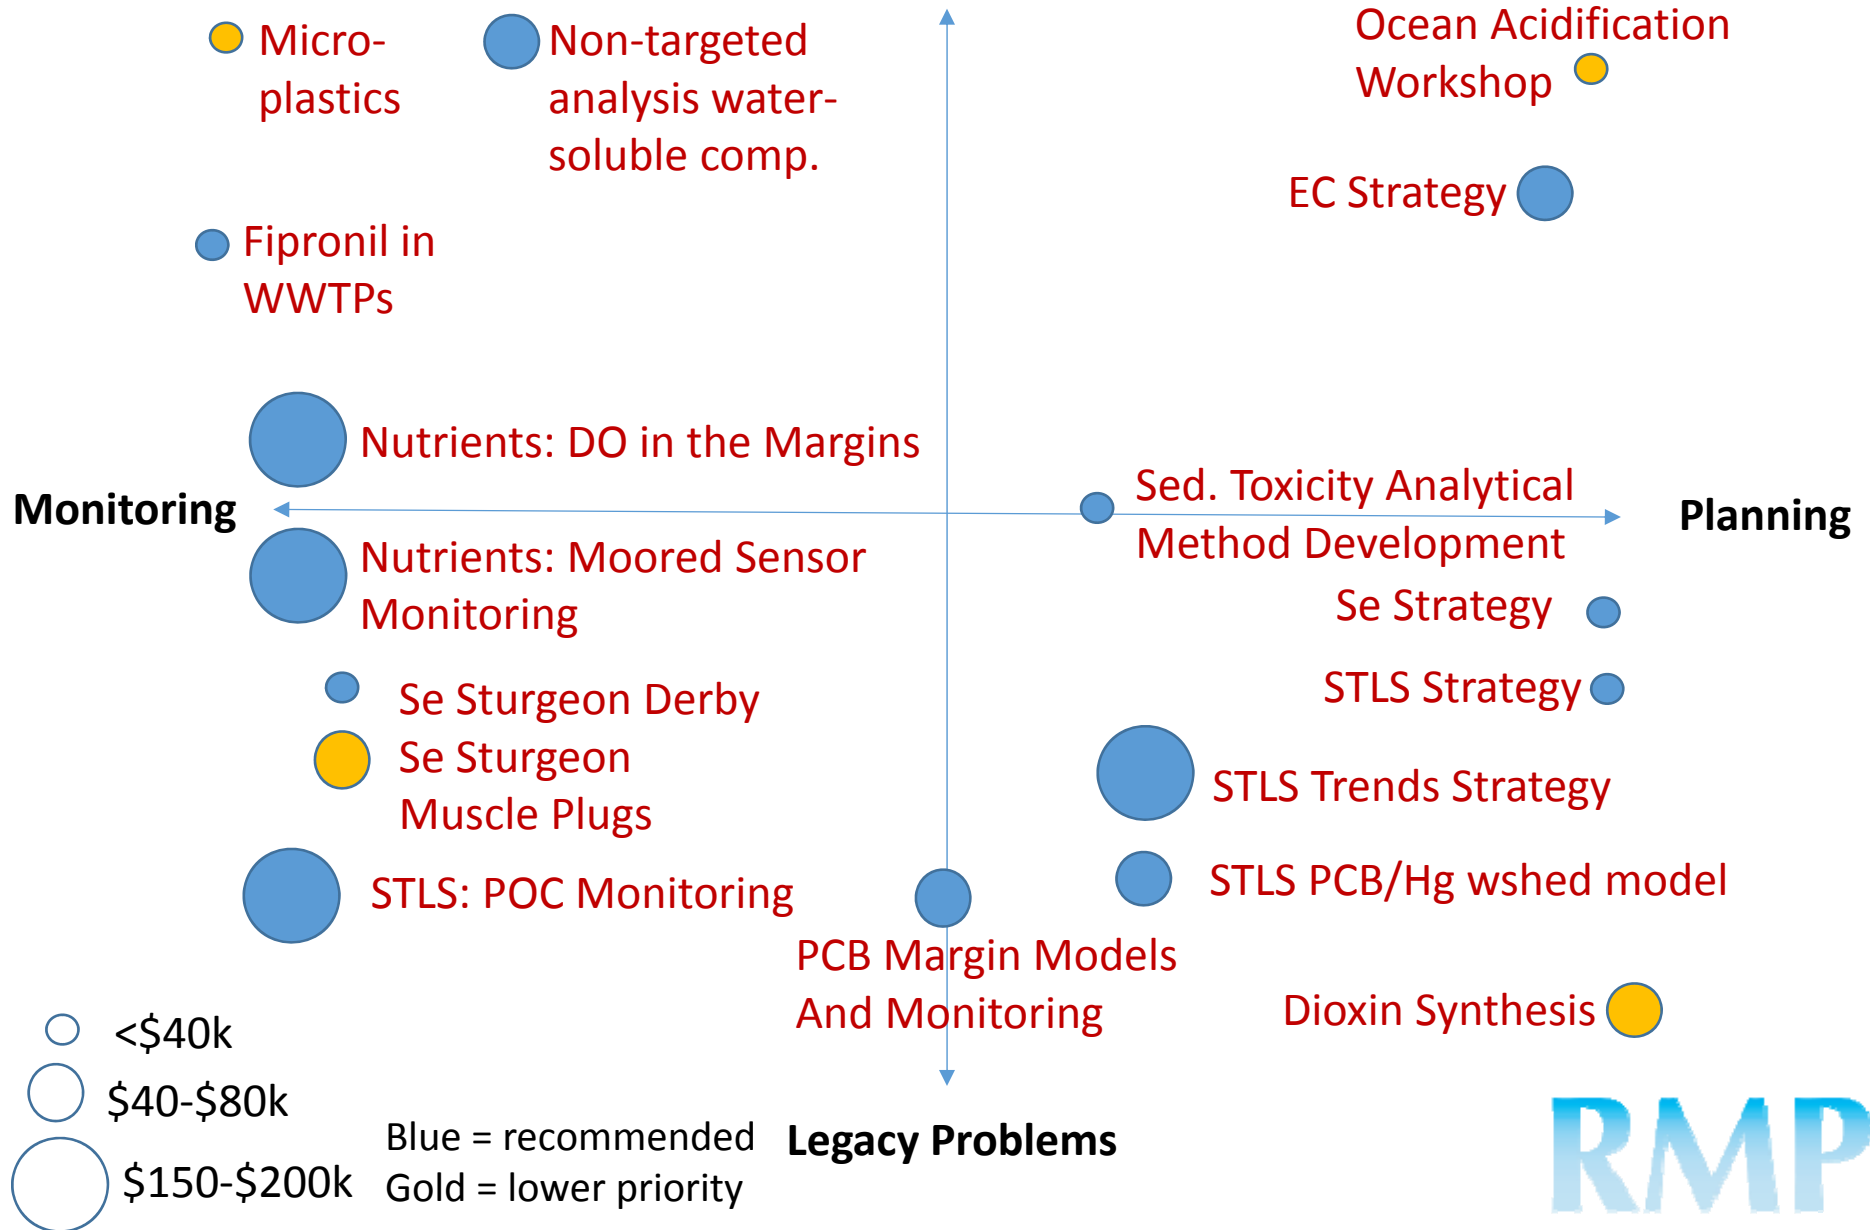 Micro-
plastics
Non-targeted
analysis water-
soluble comp.
Ocean Acidification
Workshop
EC Strategy
Fipronil in
WWTPs
Nutrients: DO in the Margins
Monitoring
Sed. Toxicity Analytical
Method Development
Planning
Nutrients: Moored Sensor
Monitoring
Se Strategy
STLS Strategy
Se Sturgeon Derby
Se Sturgeon
Muscle Plugs
STLS Trends Strategy
STLS: POC Monitoring
STLS PCB/Hg wshed model
PCB Margin Models
And Monitoring
Dioxin Synthesis
<$40k
$40-$80k
$150-$200k
Blue = recommended
Gold = lower priority
Legacy Problems
RMP